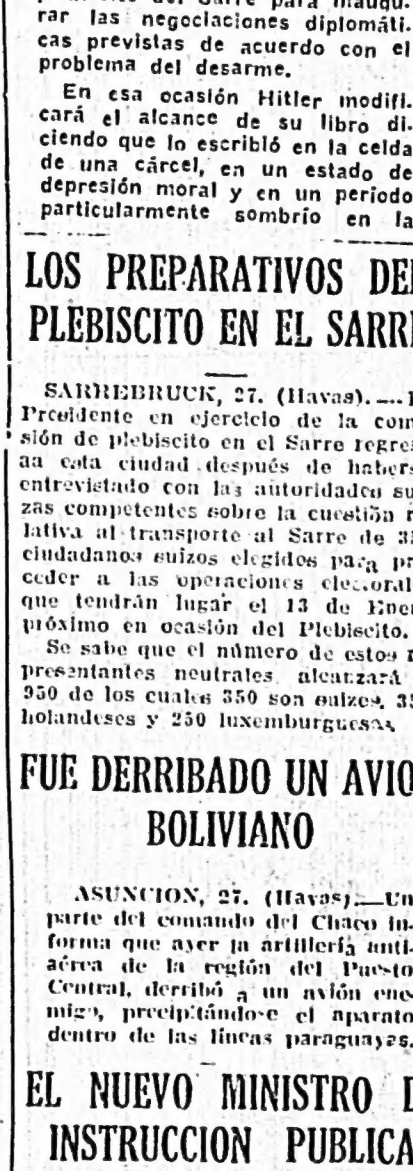 rar las negociaciones diplomáti-
cas previstas de acuerdo con el
problema del desarme.
En esa ocasión Hitler modifi-
cará el alcance de su libro di-
ciendo que lo escribló en la celda
de una cárcel, en un estado de
depresión moral y en un período
particularmente sombrío en la
LOS PREPARATIVOS DEL
PLEBISCITO EN EL SARRE
SARREBRUCK, 27. (Havas).—
Presidente en ejercicio de la com
sión de plebiscito en el Sarre regre
aa esta ciudad después de habers
entrevistado con las autoridades su
zas competentes sobre la cuestión r
lativa al transporte al Sarre de 35
ciudadanos suizos elegidos para pr
ceder a las operaciones electoral
que tendrán lugar el 13 de Ener
próximo en ocasión del Plebiscito.
Se sabe que el número de estos r
presentantes neutrales alcanzará
950 de los cuales 350 son suizos, 35
holandeses y 250 luxemburgueses.
FUE DERRIBADO UN AVIO
BOLIVIANO
ASUNCION, 27. (Havas).—Un
parte del comando del Chaco in-
forma que ayer la artillería anti-
aérea de la región del Puesto
Central, derribó a un avión ene-
migo, precipitándose el aparato
dentro de las líneas paraguayas.
EL NUEVO MINISTRO D
INSTRUCCION PUBLICA